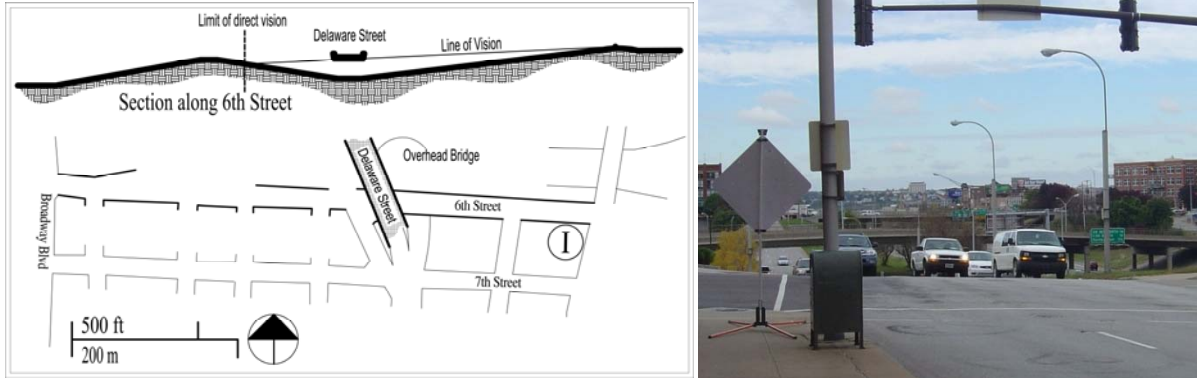 Limit of direct vision
Delaware Street
Line of Vision
Section along 6th Street
Overhead Bridge
Delaware Street
Broadway Blvd
6th Street
I
7th Street
500 ft
200 m